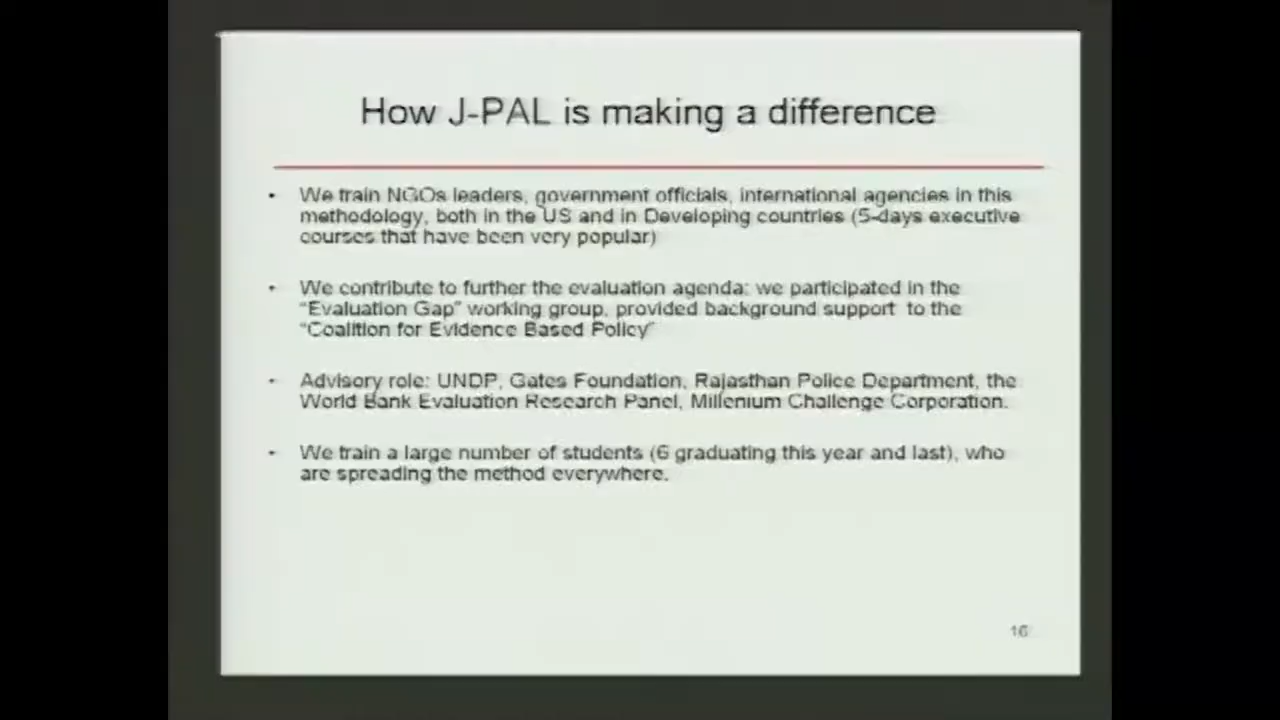 How J-PAL is making a difference
• We train NGOs leaders, government officials, international agencies in this
methodology, both in the US and in Developing countries (5-days executive
courses that have been very popular)
• We contribute to further the evaluation agenda: we participated in the
"Evaluation Gap" working group, provided background support to the
"Coalition for Evidence Based Policy"
• Advisory role: UNDP, Gates Foundation, Rajasthan Police Department, the
World Bank Evaluation Research Panel, Millenium Challenge Corporation.
• We train a large number of students (6 graduating this year and last), who
are spreading the method everywhere.
16